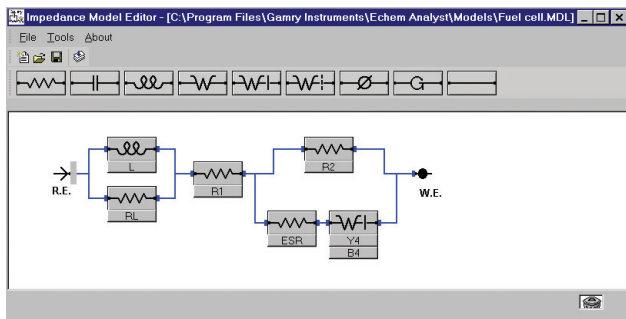 Impedance Model Editor - [C:\Program Files\Gamry Instruments\Echem Analyst\Models\Fuel cell.MDL]
File Tools About
W W W Ø G
L
R2
R.E.
RL
R1
W.E.
W
ESR
Y4
B4